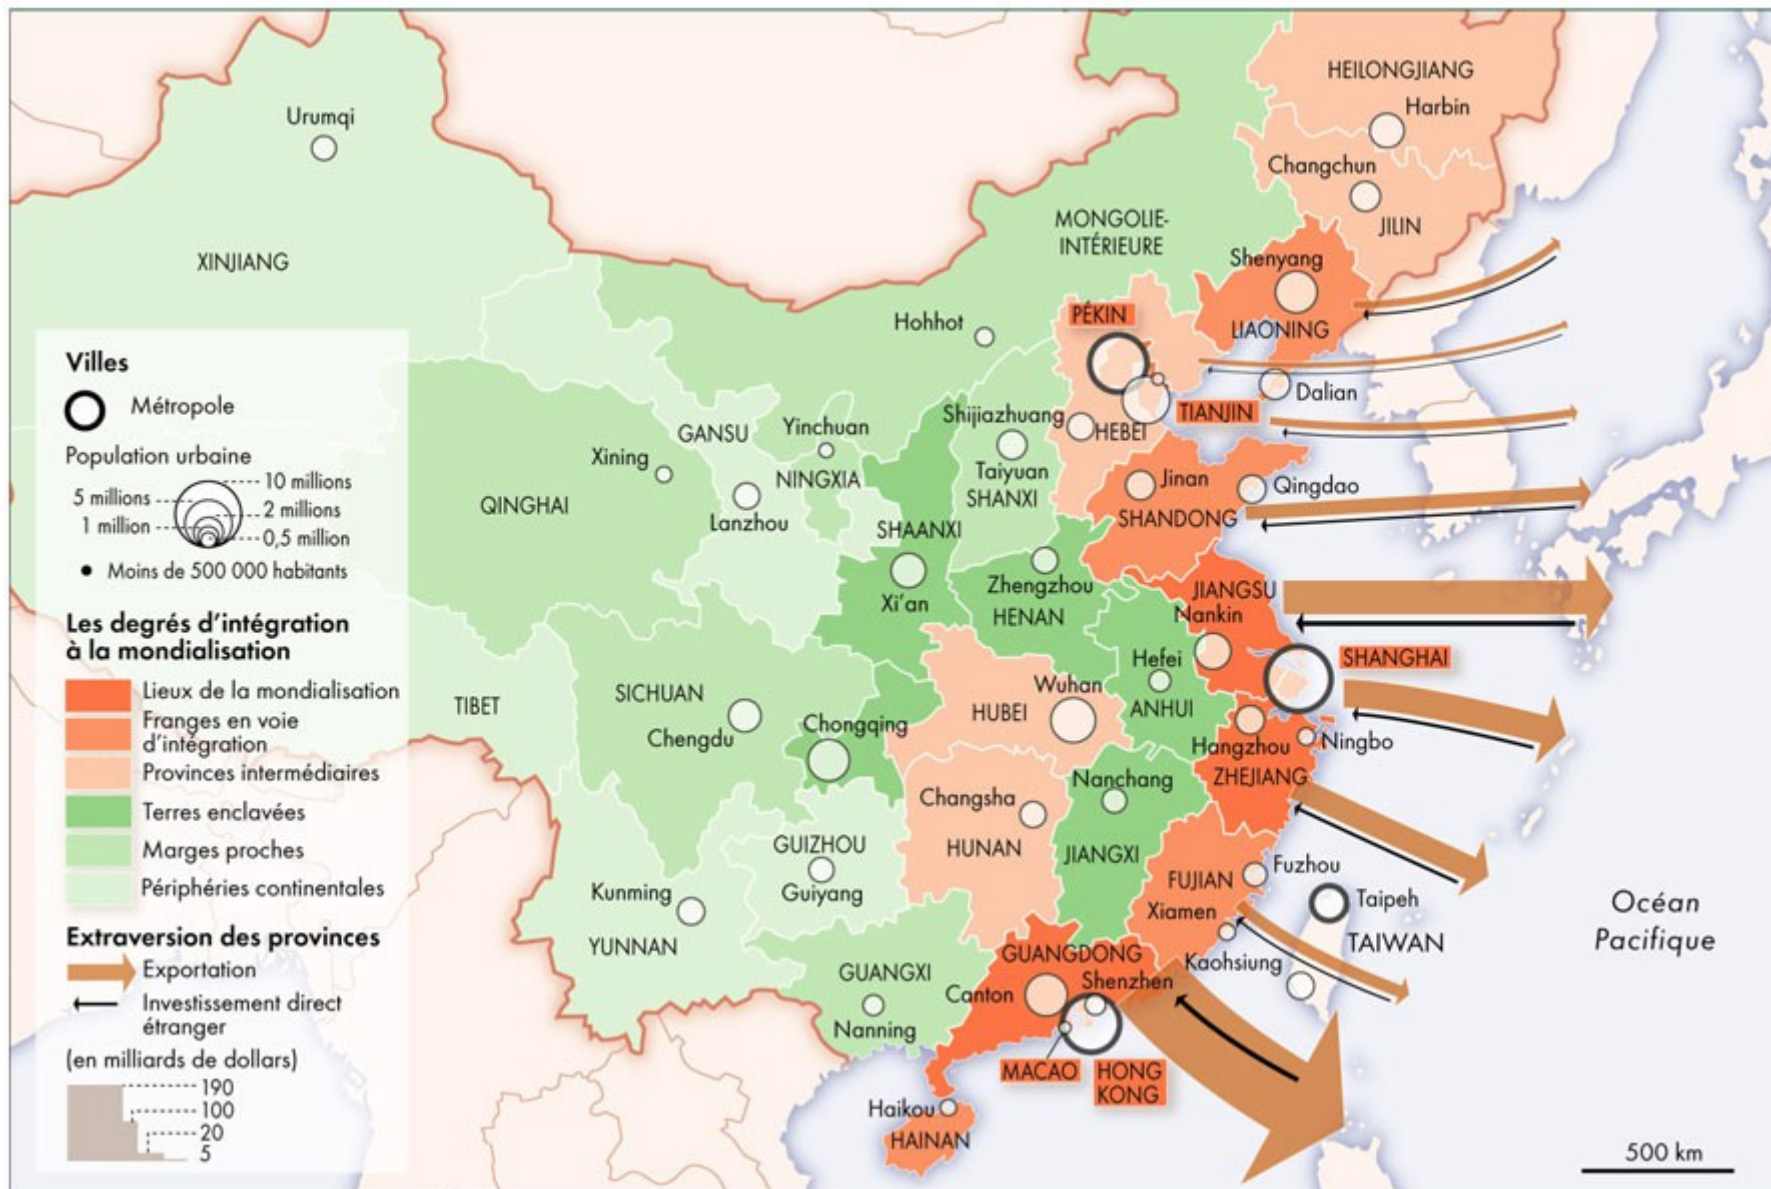 HEILONGJIANG
Harbin
Urumqi
Changchun
JILIN
MONGOLIE-
INTÉRIEURE
XINJIANG
Shenyang
PÉKIN
Hohhot
LIAONING
Dalian
TIANJIN
Shijiazhuang
HEBEI
GANSU
Yinchuan
Xining
NINGXIA
Taiyuan
SHANXI
Jinan
Qingdao
QINGHAI
Lanzhou
SHANDONG
SHAANXI
Zhengzhou
JIANGSU
Xi'an
HENAN
Nankin
Hefei
SHANGHAI
SICHUAN
Wuhan
TIBET
HUBEI
ANHUI
Chengdu
Chongqing
Hangzhou
Ningbo
ZHEJIANG
Nanchang
Changsha
GUIZHOU
HUNAN
JIANGXI
Fuzhou
Kunming
Guiyang
FUJIAN
Xiamen
Taipeh
TAIWAN
Océan
Pacifique
YUNNAN
GUANGXI
GUANGDONG
Shenzhen
Kaohsiung
Canton
Nanning
MACAO
HONG
KONG
Haikou
HAINAN
500 km
Villes
Métropole
Population urbaine
10 millions
5 millions
2 millions
1 million
0,5 million
Moins de 500 000 habitants
Les degrés d'intégration
à la mondialisation
Lieux de la mondialisation
Franges en voie
d'intégration
Provinces intermédiaires
Terres enclavées
Marges proches
Périphéries continentales
Extraversion des provinces
Exportation
Investissement direct
étranger
(en milliards de dollars)
190
100
20
5